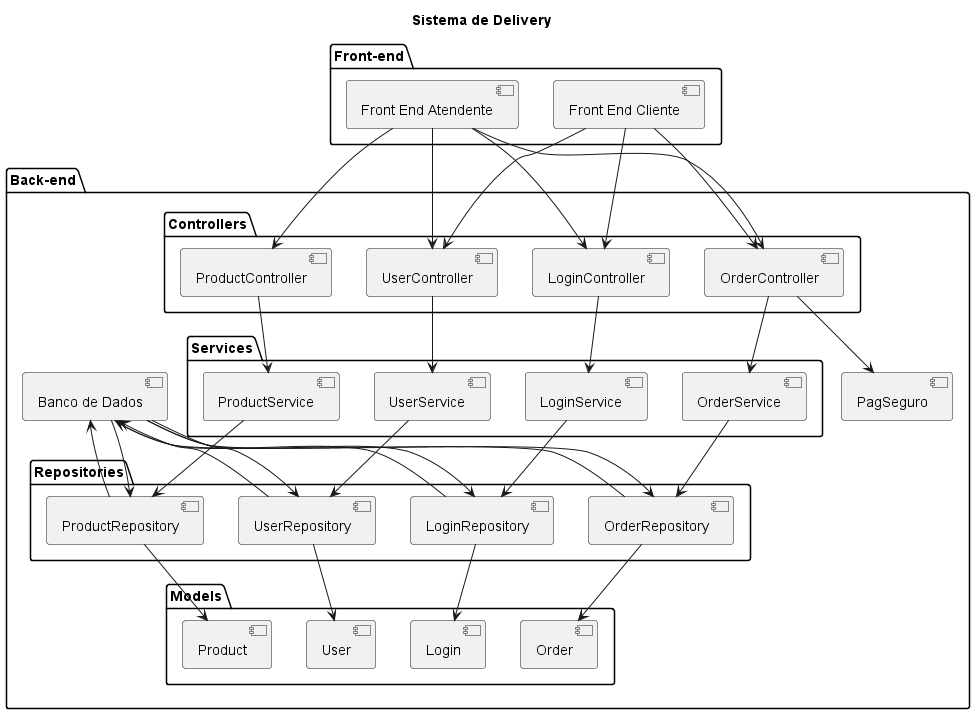 Sistema de Delivery
Front-end
Front End Atendente
Front End Cliente
Back-end
Controllers
ProductController
UserController
LoginController
OrderController
Services
Banco de Dados
ProductService
UserService
LoginService
OrderService
PagSeguro
Repositories
ProductRepository
UserRepository
LoginRepository
OrderRepository
Models
Product
User
Login
Order